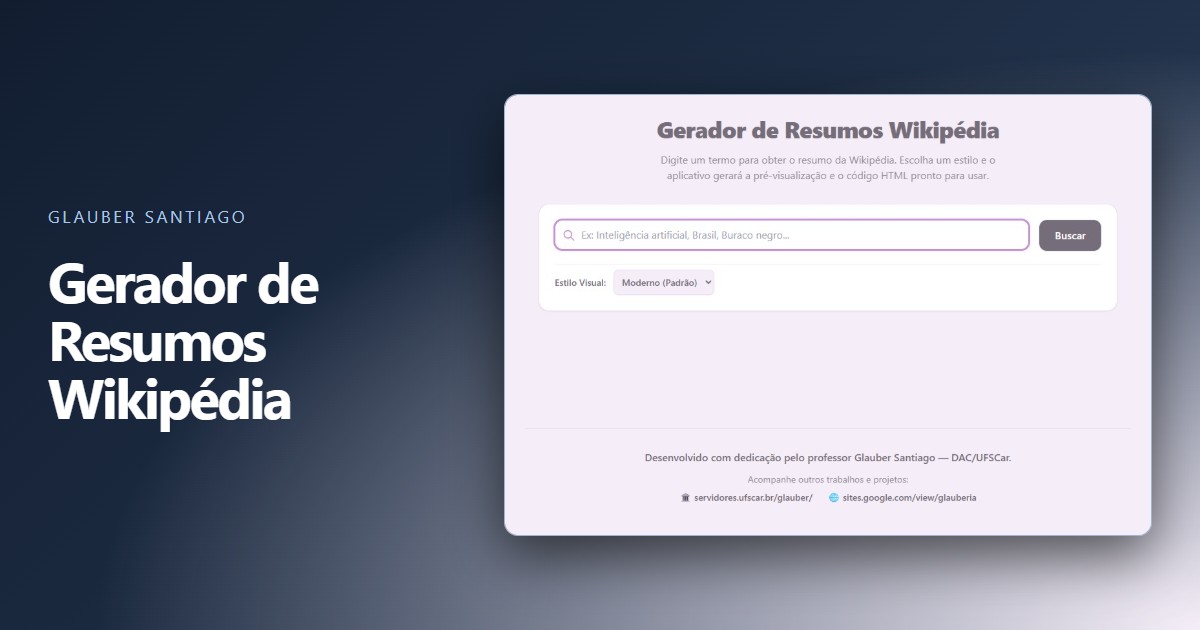 GLAUBER SANTIAGO
Gerador de
Resumos
Wikipédia
Gerador de Resumos Wikipédia
Digite um termo para obter o resumo da Wikipédia. Escolha um estilo e o
aplicativo gerará a pré-visualização e o código HTML pronto para usar.
Ex: Inteligência artificial, Brasil, Buraco negro...
Buscar
Estilo Visual:
Moderno (Padrão)
Desenvolvido com dedicação pelo professor Glauber Santiago — DAC/UFSCar.
Acompanhe outros trabalhos e projetos:
servidores.ufscar.br/glauber/
sites.google.com/view/glauberia